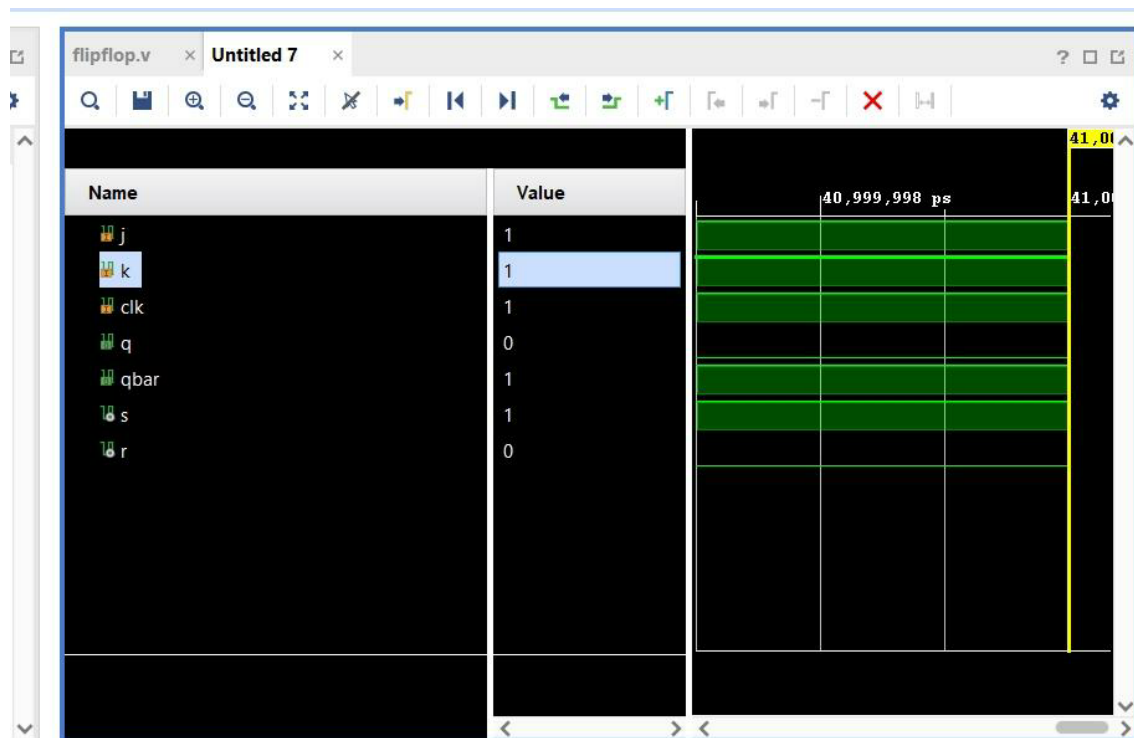 flipflop.v × Untitled 7 × ?
41,00
Name Value 40,999,998 ps 41,00
j 1
k 1
clk 1
q 0
qbar 1
s 1
r 0